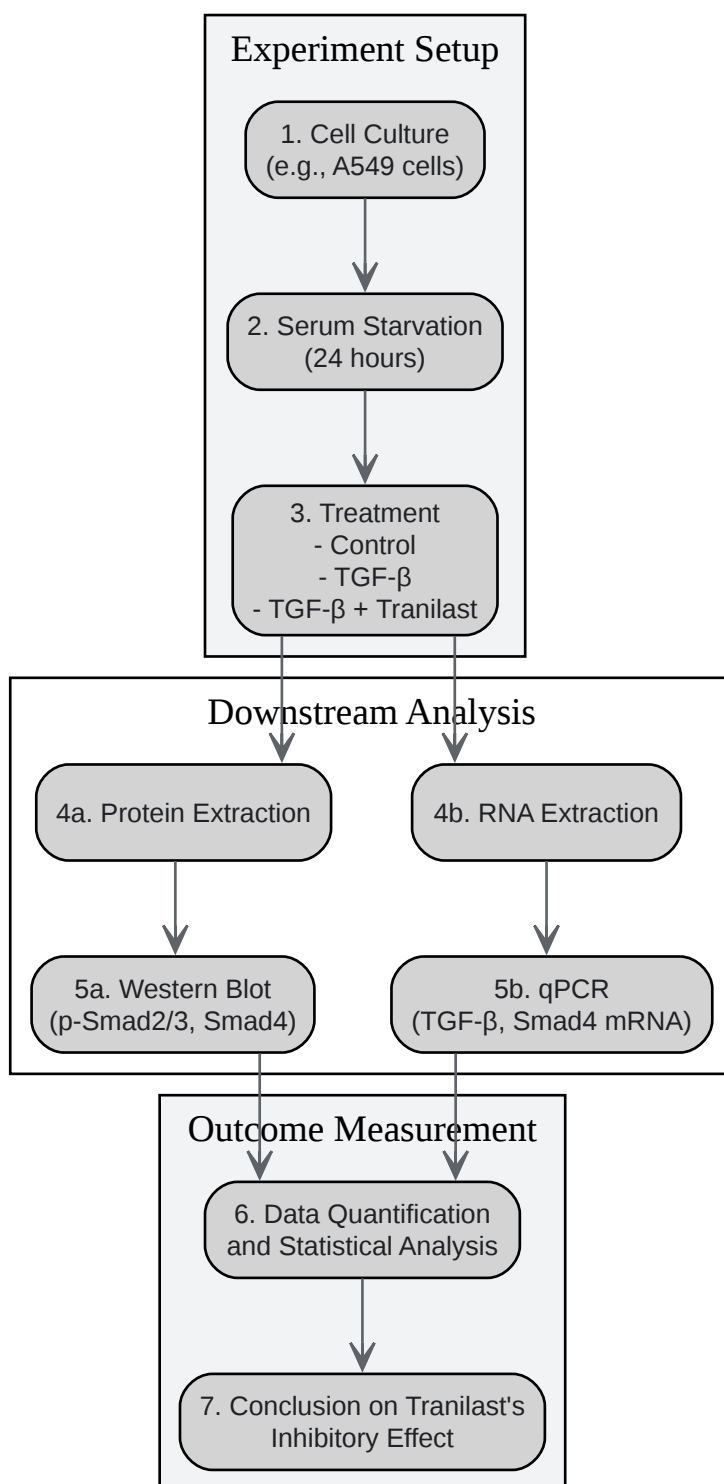 Experiment Setup
1. Cell Culture
(e.g., A549 cells)
2. Serum Starvation
(24 hours)
3. Treatment
- Control
- TGF-β
- TGF-β + Tranilast
Downstream Analysis
4a. Protein Extraction
4b. RNA Extraction
5a. Western Blot
(p-Smad2/3, Smad4)
5b. qPCR
(TGF-β, Smad4 mRNA)
Outcome Measurement
6. Data Quantification
and Statistical Analysis
7. Conclusion on Tranilast's
Inhibitory Effect